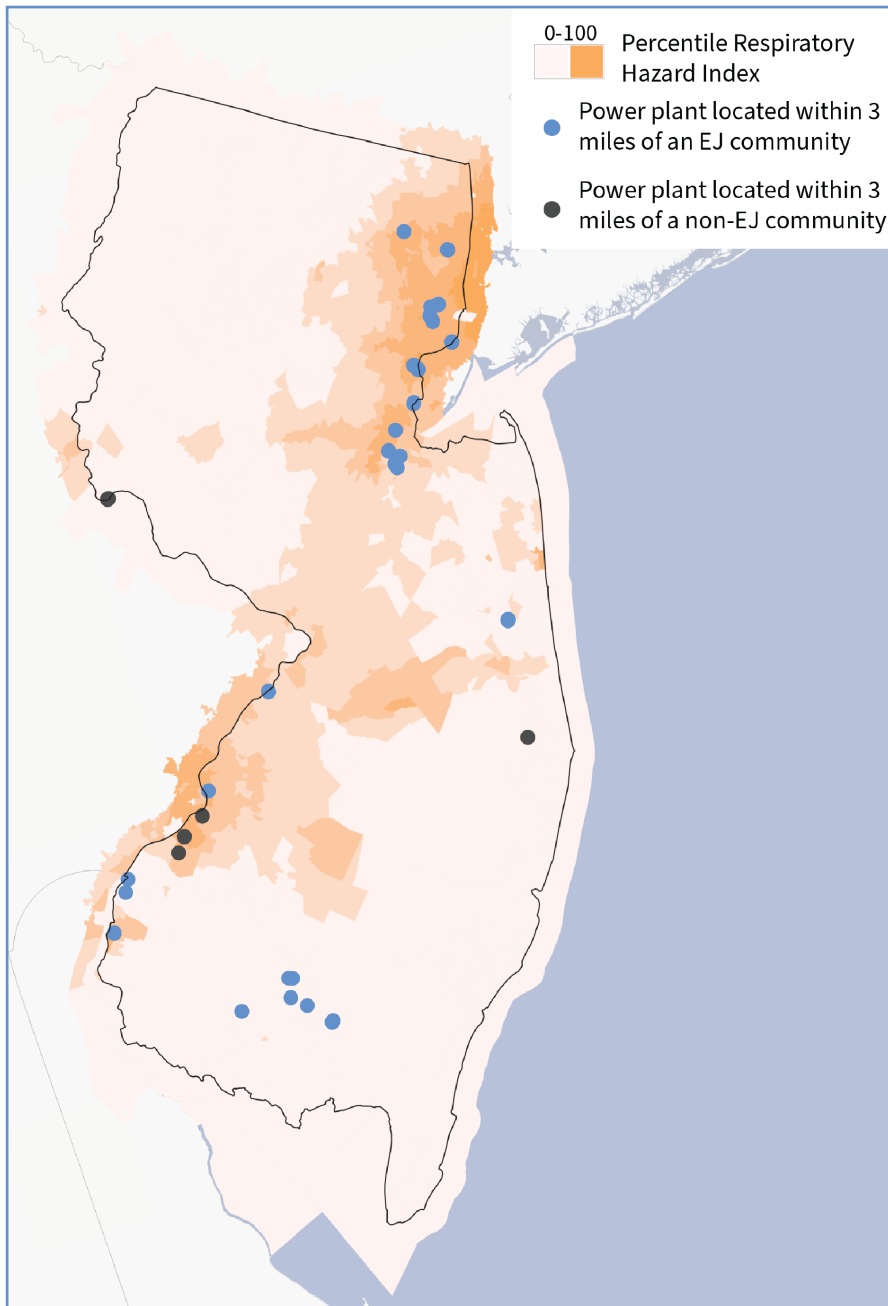 0-100
Percentile Respiratory
Hazard Index
Power plant located within 3
miles of an EJ community
Power plant located within 3
miles of a non-EJ community